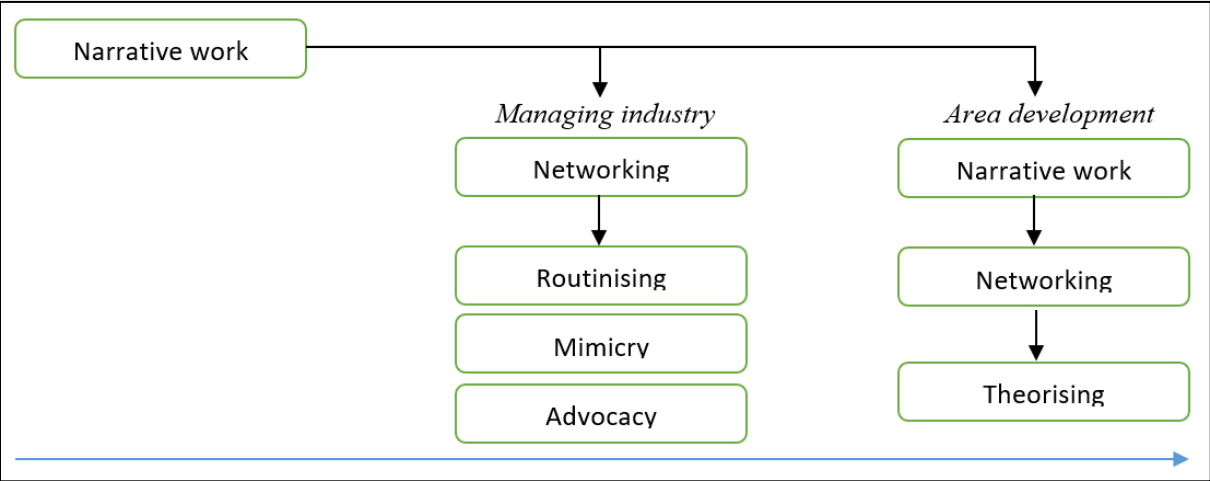 Narrative work
Managing industry
Networking
Routinising
Mimicry
Advocacy
Area development
Narrative work
Networking
Theorising